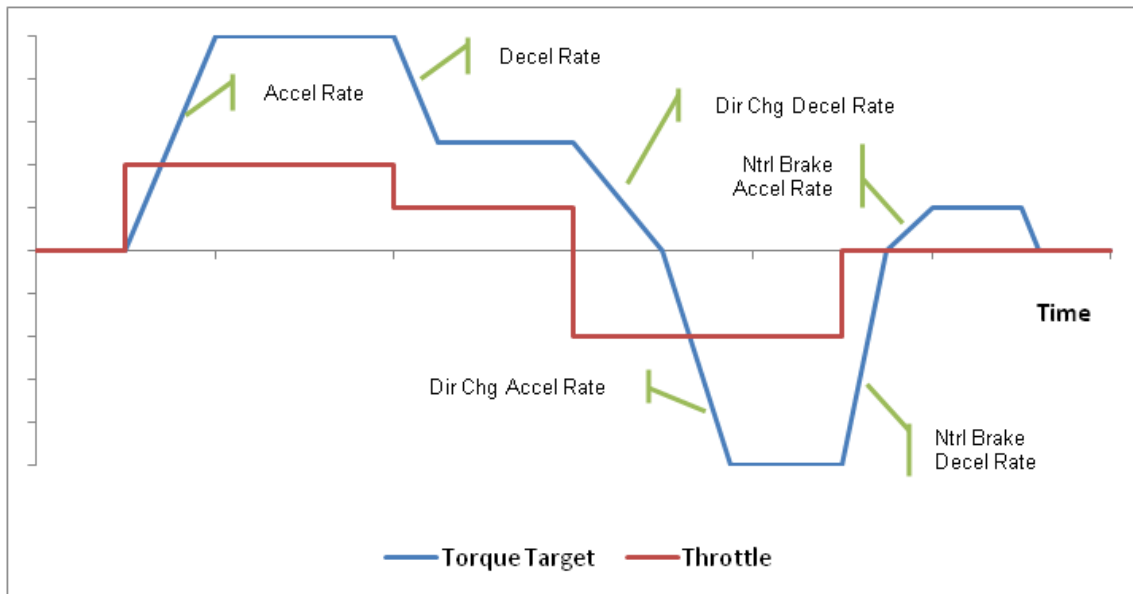 Accel Rate
Decel Rate
Dir Chg Decel Rate
Ntrl Brake
Accel Rate
Time
Dir Chg Accel Rate
Ntrl Brake
Decel Rate
Torque Target
Throttle